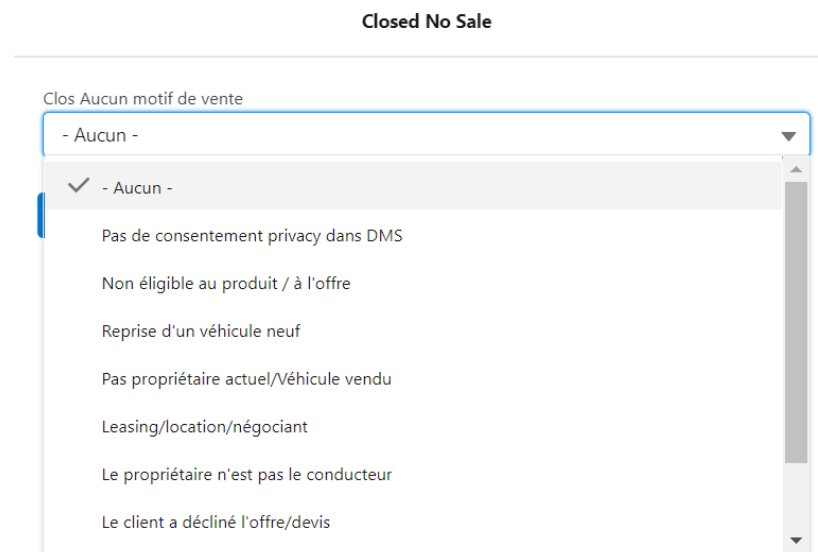 Closed No Sale
Clos Aucun motif de vente
- Aucun -
- Aucun -
Pas de consentement privacy dans DMS
Non éligible au produit / à l'offre
Reprise d'un véhicule neuf
Pas propriétaire actuel/Véhicule vendu
Leasing/location/négociant
Le propriétaire n'est pas le conducteur
Le client a décliné l'offre/devis